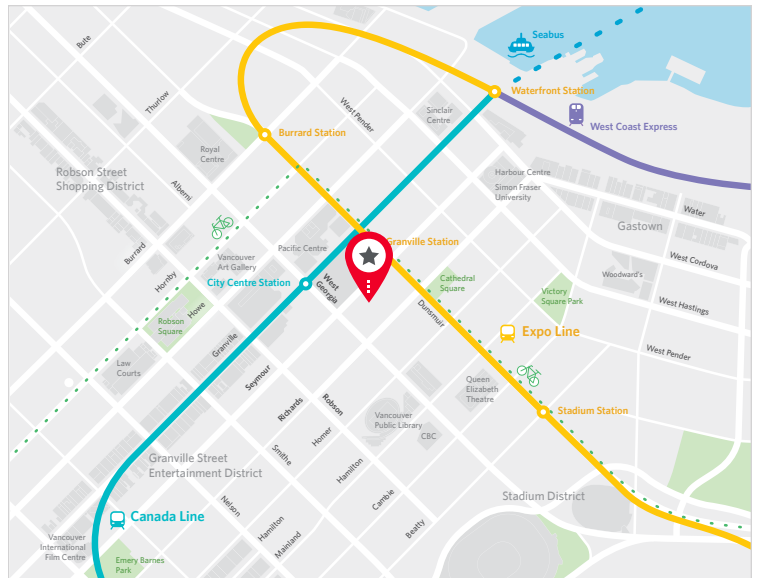 Seabus
Bute
Waterfront Station
Thurlow
West Pender
Sinclair
Centre
West Coast Express
Burrard Station
Royal
Centre
Robson Street
Shopping District
Harbour Centre
Simon Fraser
University
Alberni
Water
Gastown
Granville Station
Pacific Centre
Burrard
Vancouver
Art Gallery
West Cordova
Woodward's
Hornby
City Centre Station
West
Georgia
Cathedral
Square
Victory
Square Park
West Hastings
Howe
Robson
Square
Dunsmuir
Expo Line
Granville
West Pender
Law
Courts
Seymour
Queen
Elizabeth
Theatre
Richards
Robson
Stadium Station
Vancouver
Public Library
CBC
Homer
Smithe
Granville Street
Entertainment District
Hamilton
Cambie
Stadium District
Nelson
Canada Line
Hamilton
Mainland
Beatty
Vancouver
International
Film Centre
Emery Barnes
Park